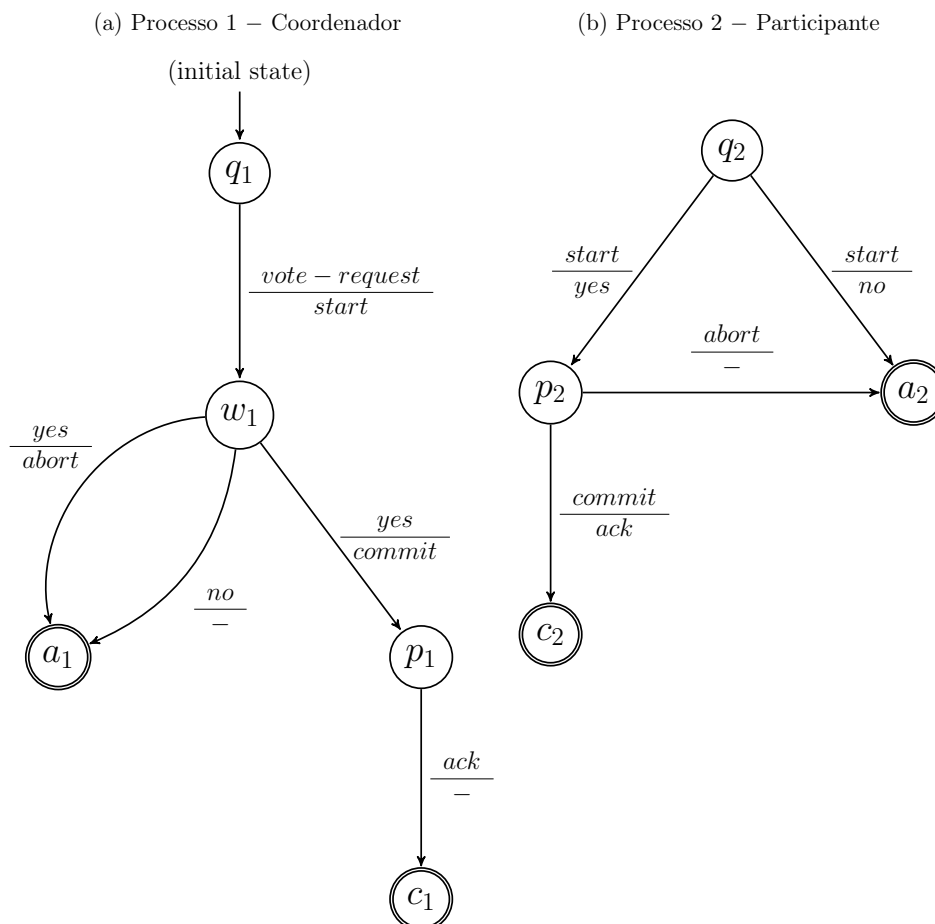 (a) Processo 1 – Coordenador
(initial state)
q₁
vote − request
start
w₁
yes
abort
no
−
yes
commit
a₁
p₁
ack
−
c₁
(b) Processo 2 – Participante
q₂
start
yes
start
no
abort
−
p₂
a₂
commit
ack
c₂